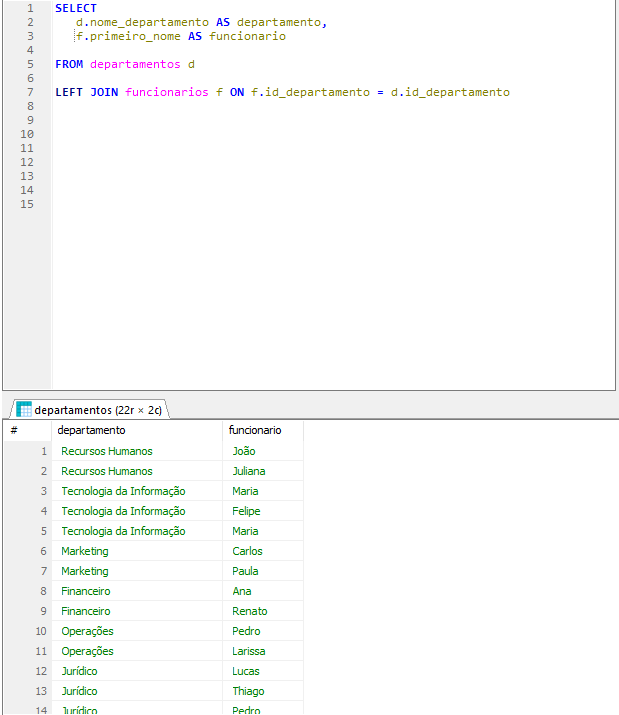 1 SELECT
2 d.nome_departamento AS departamento,
3 f.primeiro_nome AS funcionario
4
5 FROM departamentos d
6
7 LEFT JOIN funcionarios f ON f.id_departamento = d.id_departamento
8
9
10
11
12
13
14
15
departamentos (22r × 2c)
# departamento funcionario
1 Recursos Humanos João
2 Recursos Humanos Juliana
3 Tecnologia da Informação Maria
4 Tecnologia da Informação Felipe
5 Tecnologia da Informação Maria
6 Marketing Carlos
7 Marketing Paula
8 Financeiro Ana
9 Financeiro Renato
10 Operações Pedro
11 Operações Larissa
12 Jurídico Lucas
13 Jurídico Thiago
14 Jurídico Pedro